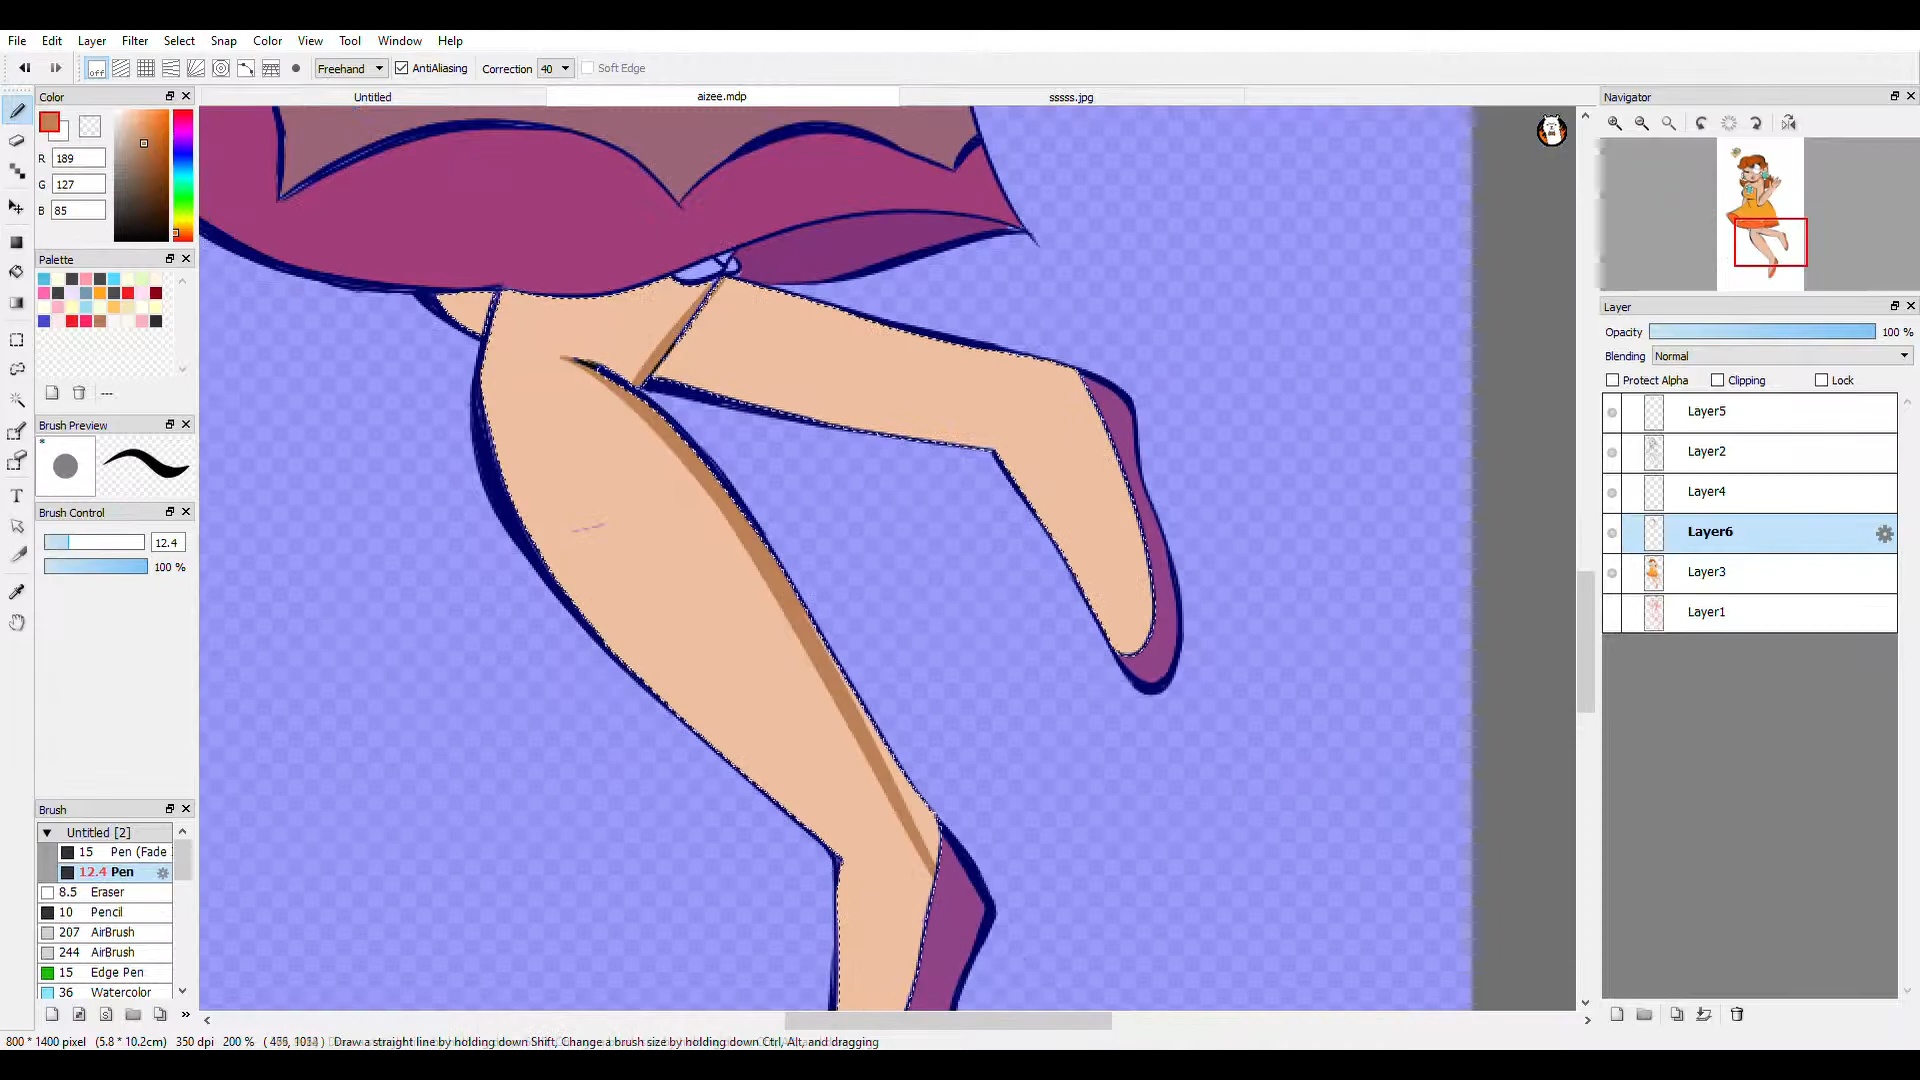 File Edit Layer Filter Select Snap Color View Tool Window Help
off Freehand AntiAliasing Correction 40 Soft Edge
Color
Untitled aizee.mdp sssss.jpg
Navigator
R 189
G 127
B 85
Palette
---
Brush Preview
Brush Control
12.4
100 %
Brush
Untitled [2]
15 Pen (Fade
12.4 Pen
8.5 Eraser
10 Pencil
207 AirBrush
244 AirBrush
15 Edge Pen
36 Watercolor
Layer
Opacity 100 %
Blending Normal
Protect Alpha Clipping Lock
Layer5
Layer2
Layer4
Layer6
Layer3
Layer1
800 * 1400 pixel (5.8 * 10.2cm) 350 dpi 200 % Draw a straight line by holding down Shift, Change a brush size by holding down Ctrl, Alt, and dragging